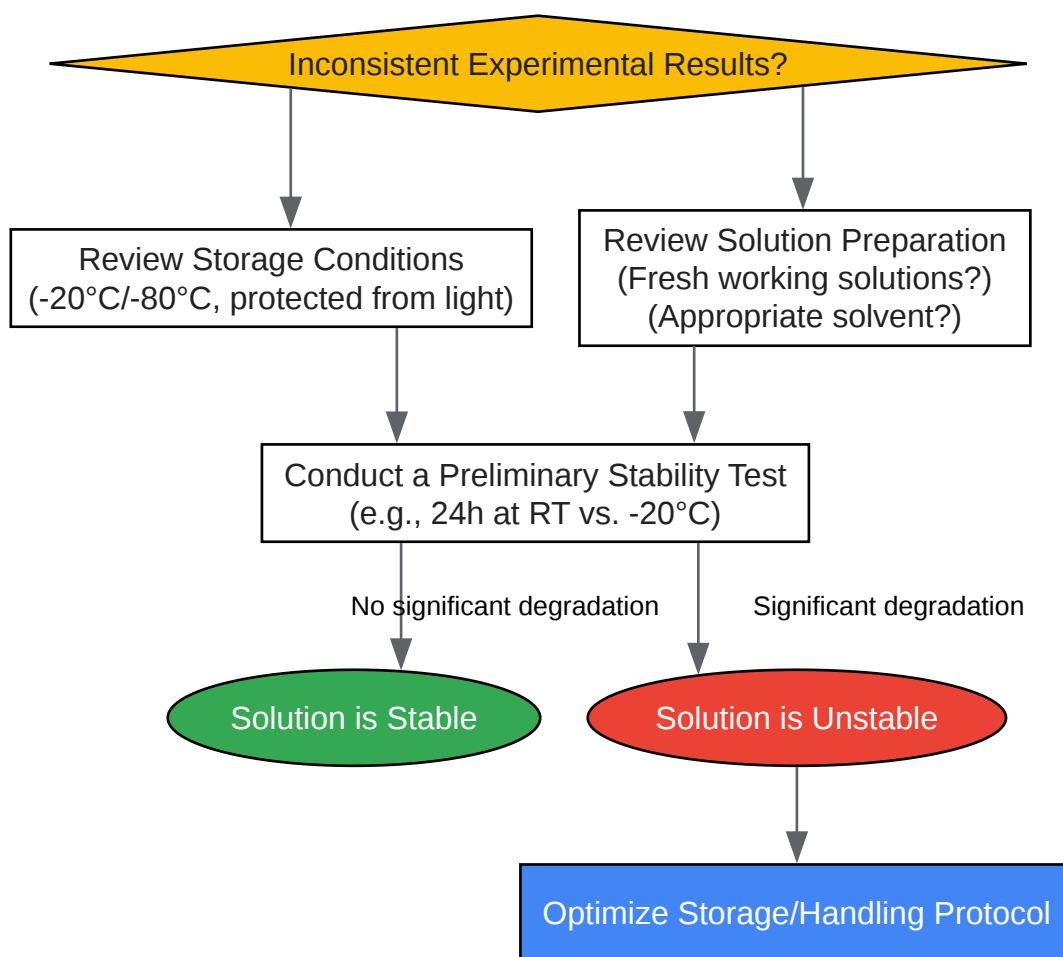 Inconsistent Experimental Results?
Review Storage Conditions
(-20°C/-80°C, protected from light)
Review Solution Preparation
(Fresh working solutions?)
(Appropriate solvent?)
Conduct a Preliminary Stability Test
(e.g., 24h at RT vs. -20°C)
No significant degradation
Significant degradation
Solution is Stable
Solution is Unstable
Optimize Storage/Handling Protocol